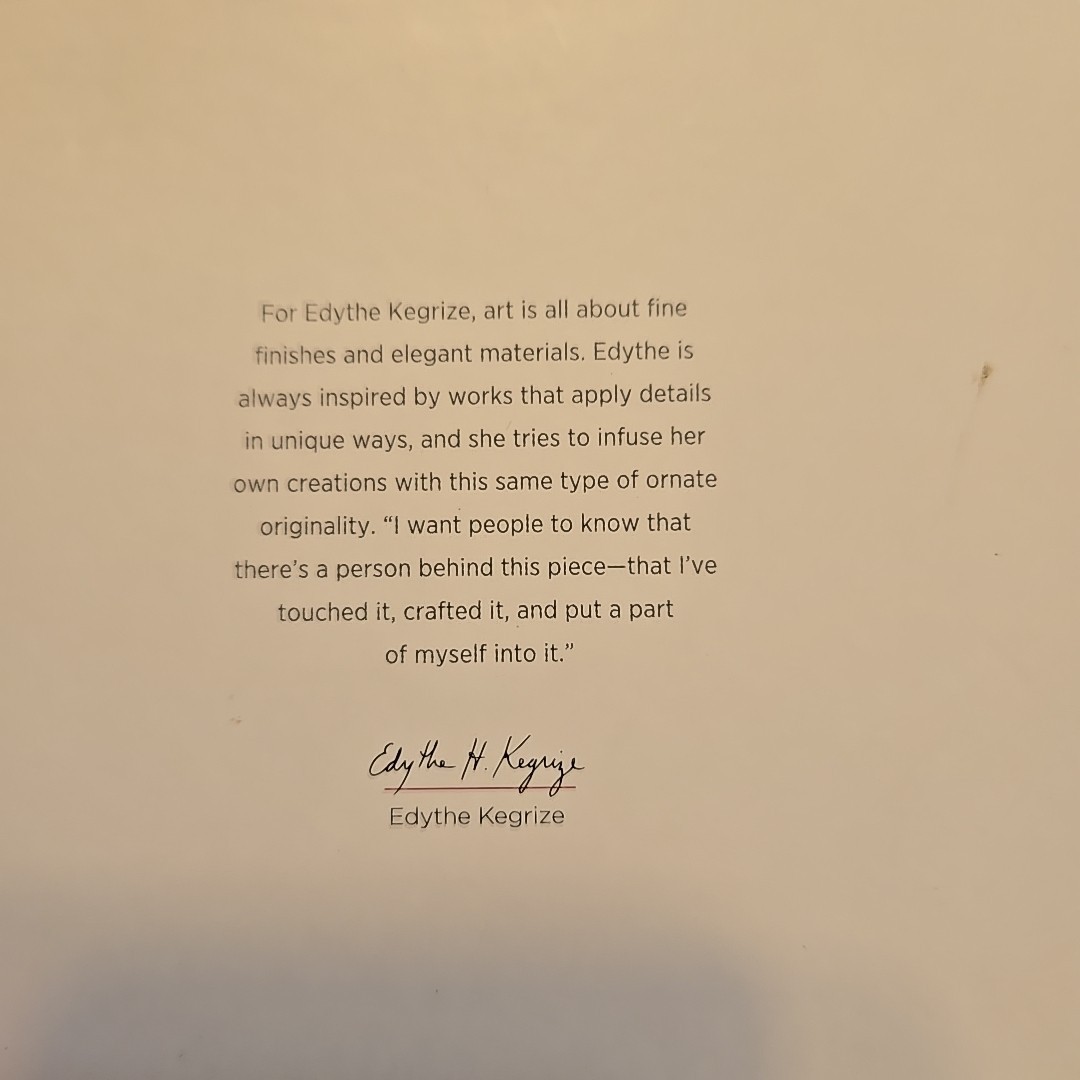 For Edythe Kegrize, art is all about fine
finishes and elegant materials. Edythe is
always inspired by works that apply details
in unique ways, and she tries to infuse her
own creations with this same type of ornate
originality. “I want people to know that
there’s a person behind this piece—that I’ve
touched it, crafted it, and put a part
of myself into it.”
Edythe H. Kegrize
Edythe Kegrize